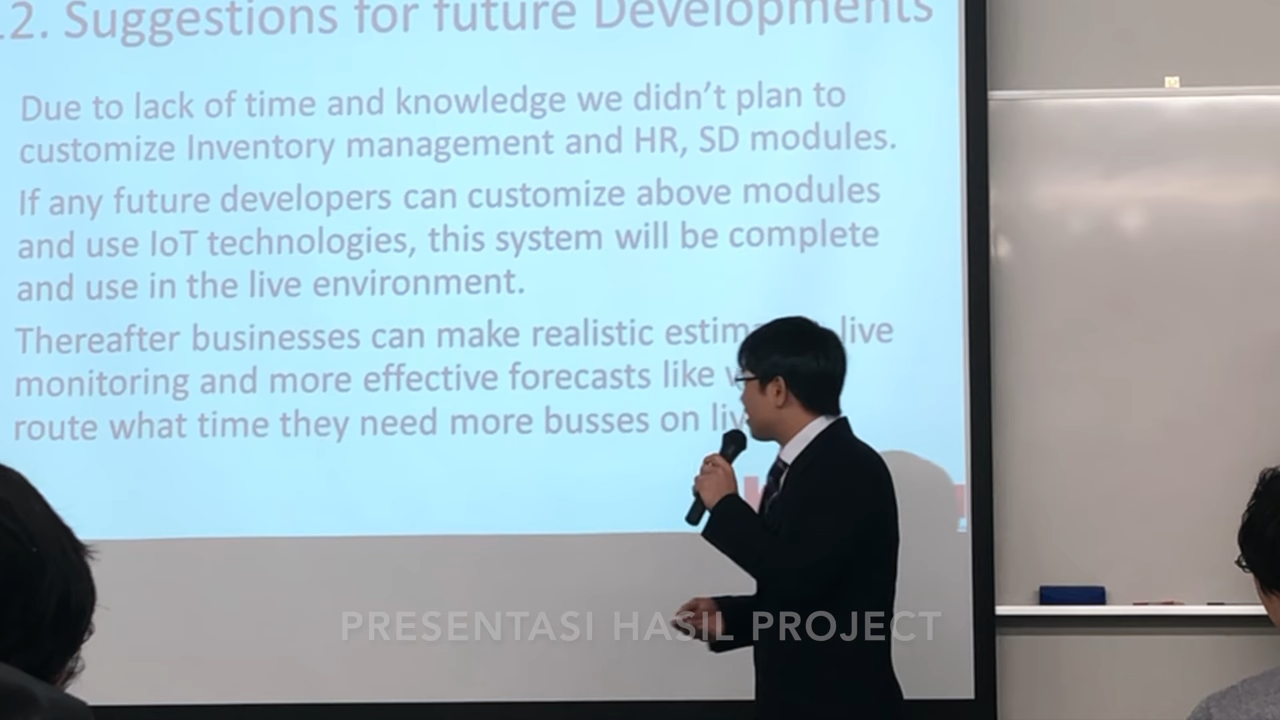 2. Suggestions for future Developments
Due to lack of time and knowledge we didn't plan to
customize Inventory management and HR, SD modules.
If any future developers can customize above modules
and use IoT technologies, this system will be complete
and use in the live environment.
Thereafter businesses can make realistic live
monitoring and more effective forecasts like
route what time they need more busses on
PRESENTASI HASIL PROJECT